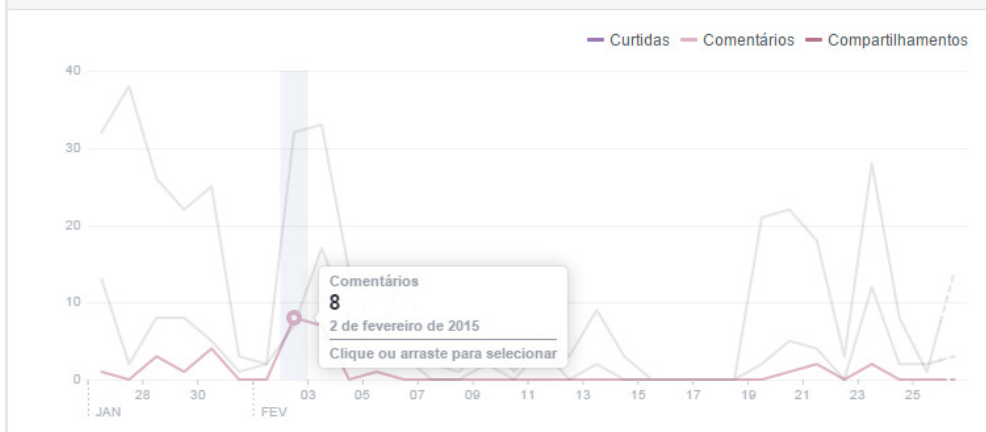 Curtidas Comentários Compartilhamentos
40
30
20
10
0
Comentários
8
2 de fevereiro de 2015
Clique ou arraste para selecionar
28 30 03 05 07 09 11 13 15 17 19 21 23 25
JAN FEV